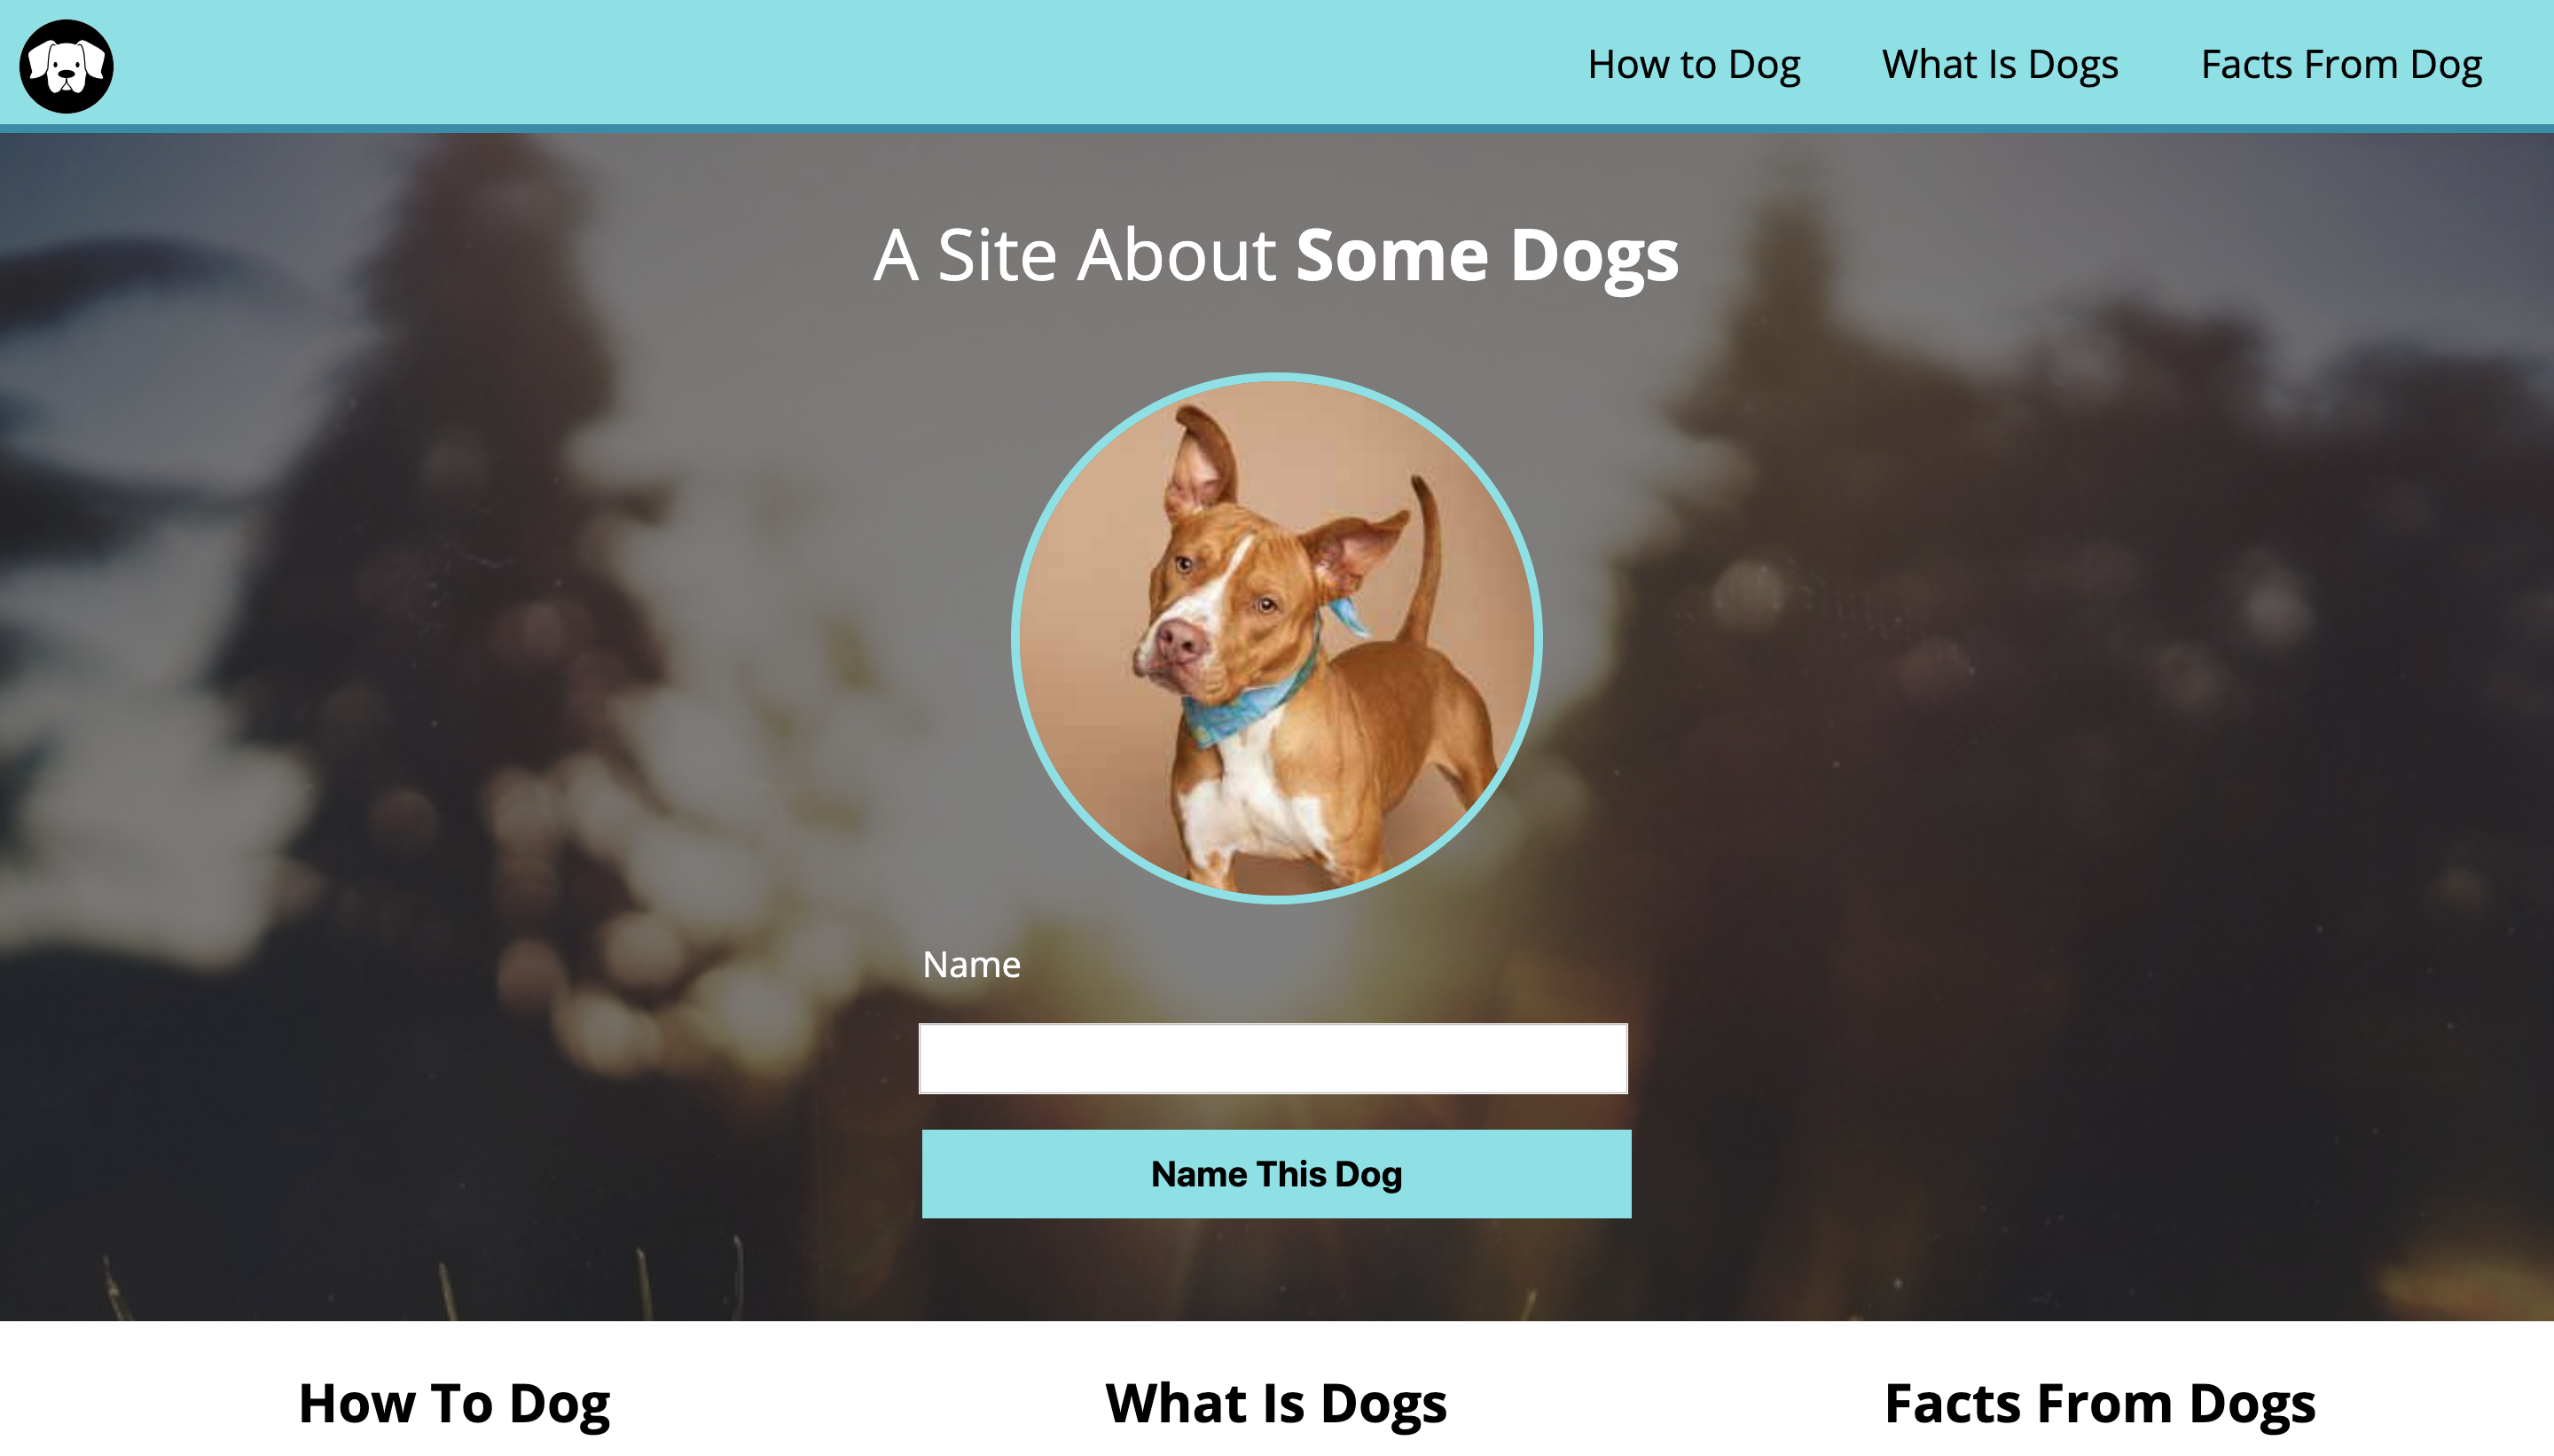 How to Dog What Is Dogs Facts From Dog
A Site About Some Dogs
Name
Name This Dog
How To Dog What Is Dogs Facts From Dogs